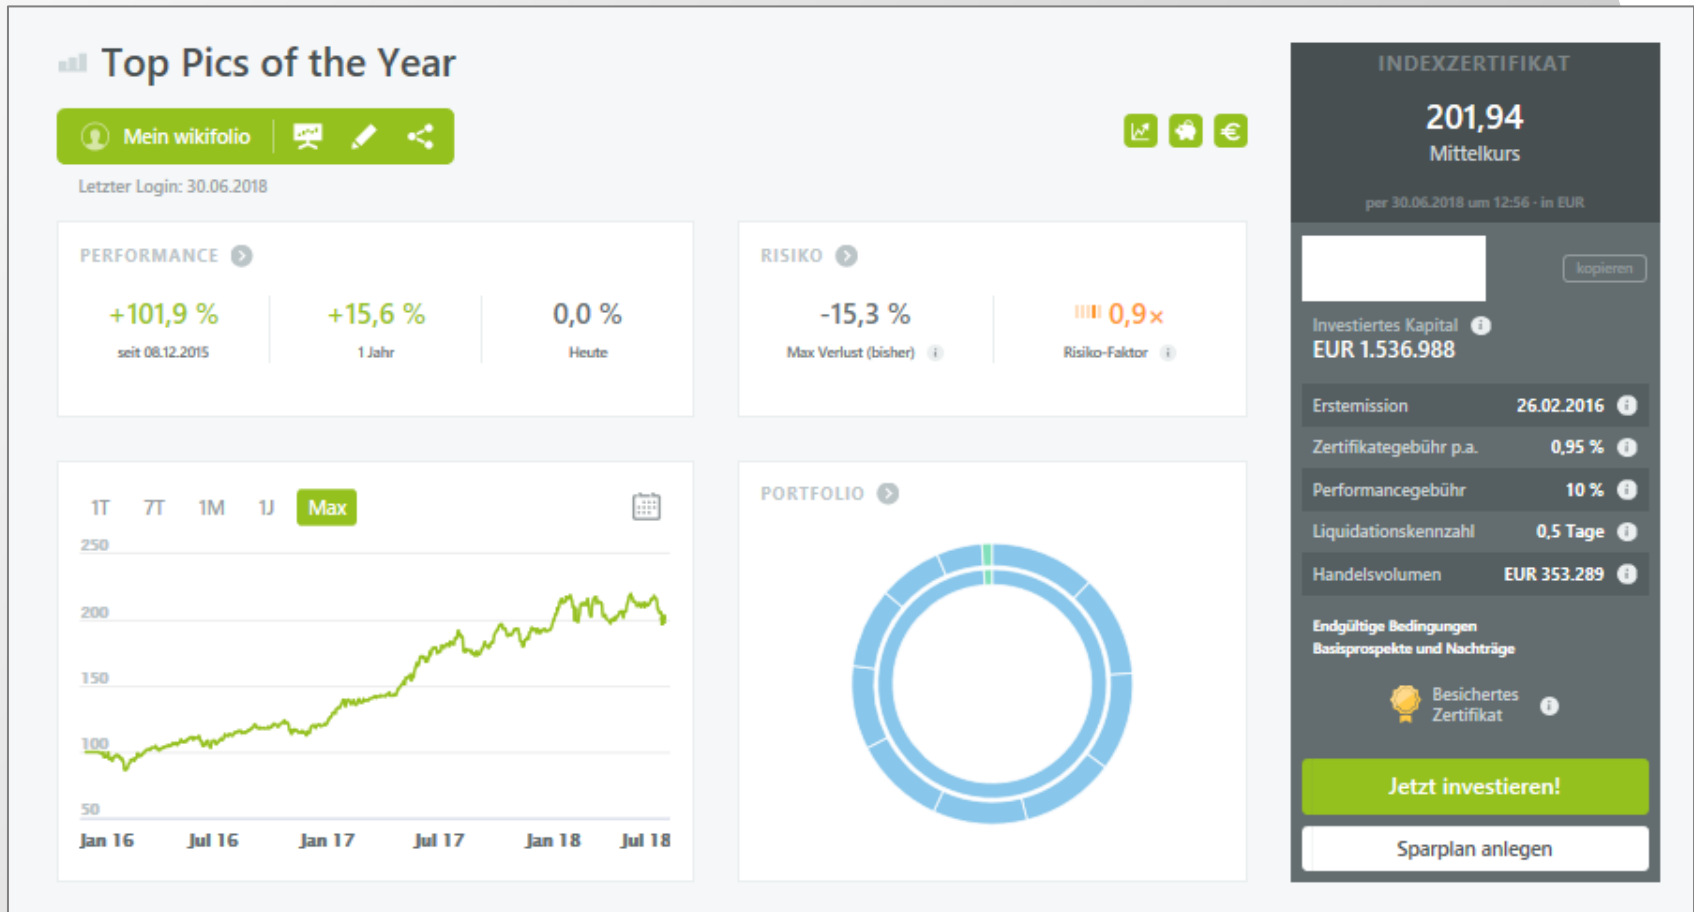 Top Pics of the Year
Mein wikifolio
Letzter Login: 30.06.2018
PERFORMANCE
+101,9 %
seit 08.12.2015
+15,6 %
1 Jahr
0,0 %
Heute
RISIKO
-15,3 %
Max Verlust (bisher) i
0,9×
Risiko-Faktor i
1T 7T 1M 1J Max
250
200
150
100
50
Jan 16 Jul 16 Jan 17 Jul 17 Jan 18 Jul 18
PORTFOLIO
INDEXZERTIFIKAT
201,94
Mittelkurs
per 30.06.2018 um 12:56 - in EUR
kopieren
Investiertes Kapital i
EUR 1.536.988
Erstemission 26.02.2016 i
Zertifikategebühr p.a. 0,95 % i
Performancegebühr 10 % i
Liquidationskennzahl 0,5 Tage i
Handelsvolumen EUR 353.289 i
Endgültige Bedingungen
Basisprospekte und Nachträge
Besichertes
Zertifikat i
Jetzt investieren!
Sparplan anlegen